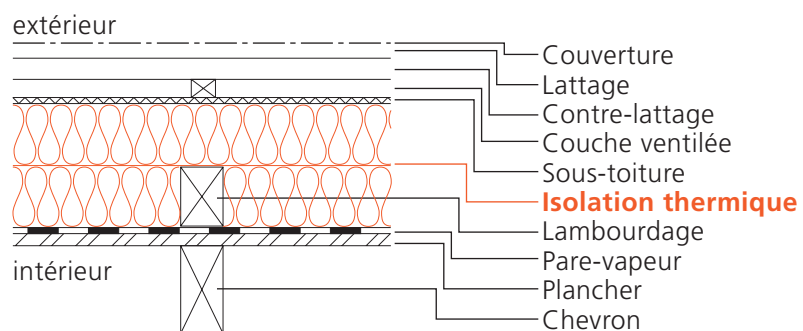 extérieur
Couverture
Lattage
Contre-lattage
Couche ventilée
Sous-toiture
Isolation thermique
Lambourdage
Pare-vapeur
intérieur
Plancher
Chevron